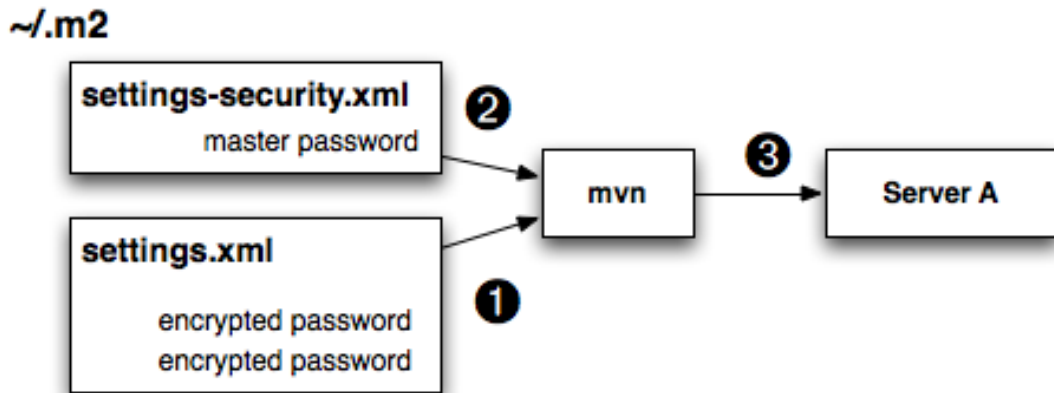 ~/.m2
settings-security.xml
master password
❷
settings.xml
encrypted password
encrypted password
❶
mvn
❸
Server A